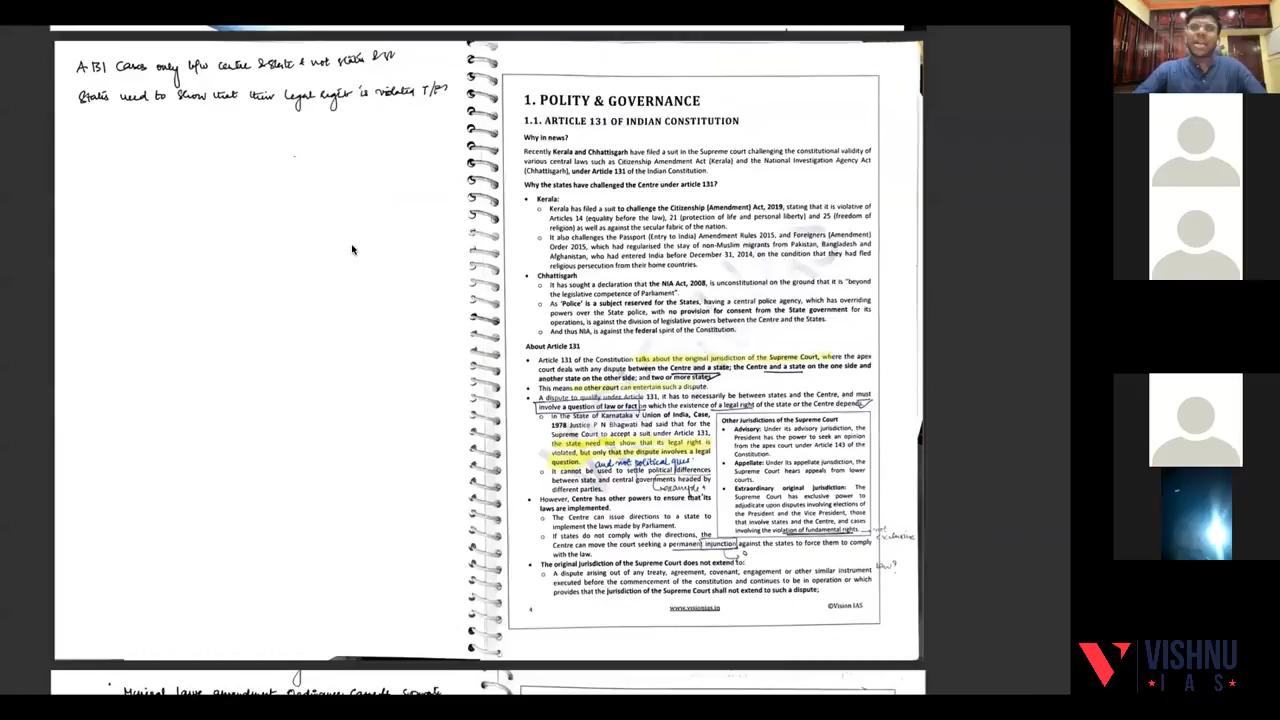 A 131 Cases only b/w centre & state & not state &
States need to show that their legal Right is violated T/F?
1. POLITY & GOVERNANCE
1.1. ARTICLE 131 OF INDIAN CONSTITUTION
Why in news?
Recently Kerala and Chhattisgarh have filed a suit in the Supreme court challenging the constitutional validity of
various central laws such as Citizenship Amendment Act (Kerala) and the National Investigation Agency Act
(Chhattisgarh), under Article 131 of the Indian Constitution.
Why the states have challenged the Centre under article 131?
• Kerala:
o Kerala has filed a suit to challenge the Citizenship (Amendment) Act, 2019, stating that it is violative of
Articles 14 (equality before the law), 21 (protection of life and personal liberty) and 25 (freedom of
religion) as well as against the secular fabric of the nation.
o It also challenges the Passport (Entry to India) Amendment Rules 2015, and Foreigners (Amendment)
Order 2015, which had regularised the stay of non-Muslim migrants from Pakistan, Bangladesh and
Afghanistan, who had entered India before December 31, 2014, on the condition that they had fled
religious persecution from their home countries.
• Chhattisgarh
o It has sought a declaration that the NIA Act, 2008, is unconstitutional on the ground that it is "beyond
the legislative competence of Parliament".
o As 'Police' is a subject reserved for the States, having a central police agency, which has overriding
powers over the State police, with no provision for consent from the State government for its
operations, is against the division of legislative powers between the Centre and the States.
o And thus NIA, is against the federal spirit of the Constitution.
About Article 131
• Article 131 of the Constitution talks about the original jurisdiction of the Supreme Court, where the apex
court deals with any dispute between the Centre and a state; the Centre and a state on the one side and
another state on the other side; and two or more states.
• This means no other court can entertain such a dispute.
• A dispute to qualify under Article 131, it has to necessarily be between states and the Centre, and must
involve a question of law or fact on which the existence of a legal right of the state or the Centre depends.
o In the State of Karnataka v Union of India, Case,
1978 Justice P N Bhagwati had said that for the
Supreme Court to accept a suit under Article 131,
the state need not show that its legal right is
violated, but only that the dispute involves a legal
question. and not political ques.
o It cannot be used to settle political differences
between state and central governments headed by
different parties. example
• However, Centre has other powers to ensure that its
laws are implemented.
o The Centre can issue directions to a state to
implement the laws made by Parliament.
o If states do not comply with the directions, the
Centre can move the court seeking a permanent injunction against the states to force them to comply
with the law.
Other Jurisdictions of the Supreme Court
• Advisory: Under its advisory jurisdiction, the
President has the power to seek an opinion
from the apex court under Article 143 of the
Constitution.
• Appellate: Under its appellate jurisdiction, the
Supreme Court hears appeals from lower
courts.
• Extraordinary original jurisdiction: The
Supreme Court has exclusive power to
adjudicate upon disputes involving elections of
the President and the Vice President, those
that involve states and the Centre, and cases
involving the violation of fundamental rights.
not
exclusive
• The original jurisdiction of the Supreme Court does not extend to:
law?
o A dispute arising out of any treaty, agreement, covenant, engagement or other similar instrument
executed before the commencement of the constitution and continues to be in operation or which
provides that the jurisdiction of the Supreme Court shall not extend to such a dispute;
4
www.visionias.in
©Vision IAS
laws amendment Ordinance
VISHNU
IAS